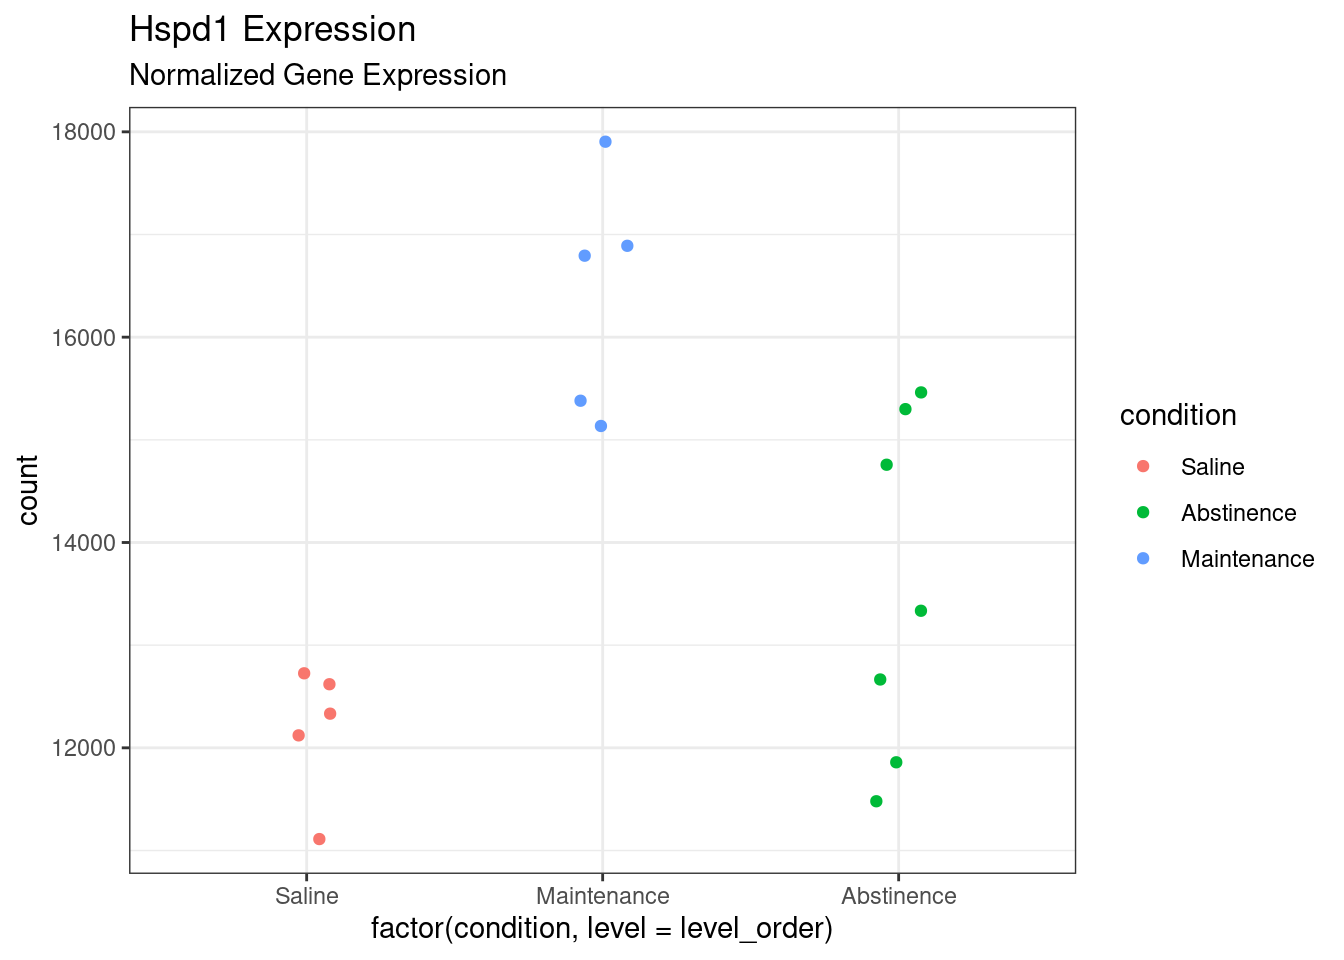 Hspd1 Expression
Normalized Gene Expression
18000
16000
14000
12000
count
Saline Maintenance Abstinence
factor(condition, level = level_order)
condition
Saline
Abstinence
Maintenance